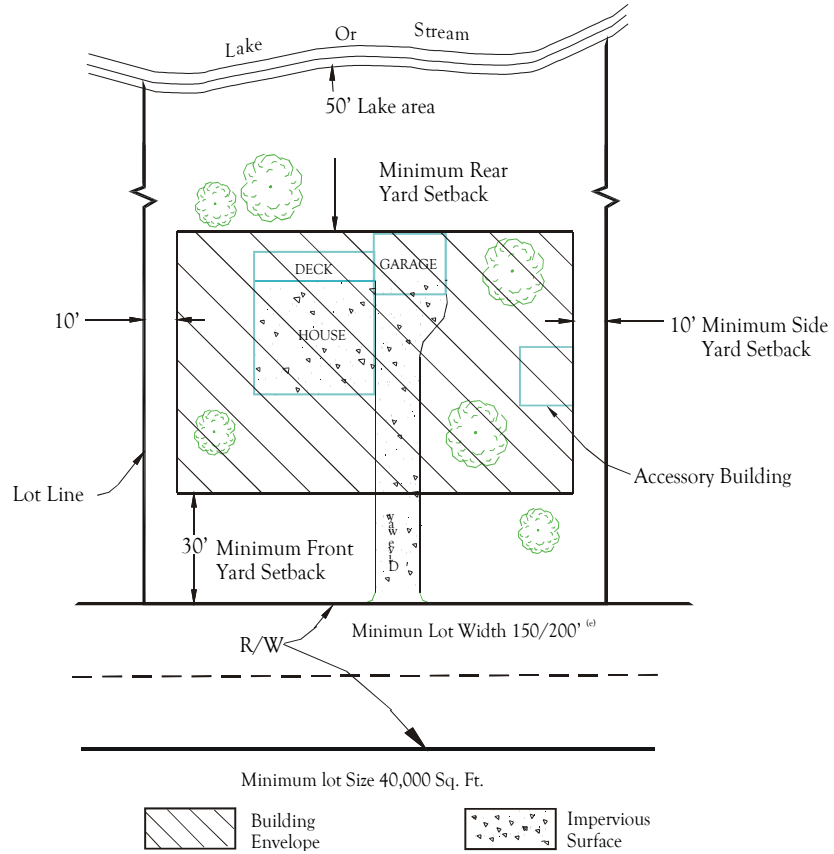 Lake Or Stream
50' Lake area
Minimum Rear
Yard Setback
DECK
GARAGE
HOUSE
10'
10' Minimum Side
Yard Setback
Accessory Building
Lot Line
30' Minimum Front
Yard Setback
Driveway
Minimun Lot Width 150/200' (e)
R/W
Minimum lot Size 40,000 Sq. Ft.
Building
Envelope
Impervious
Surface